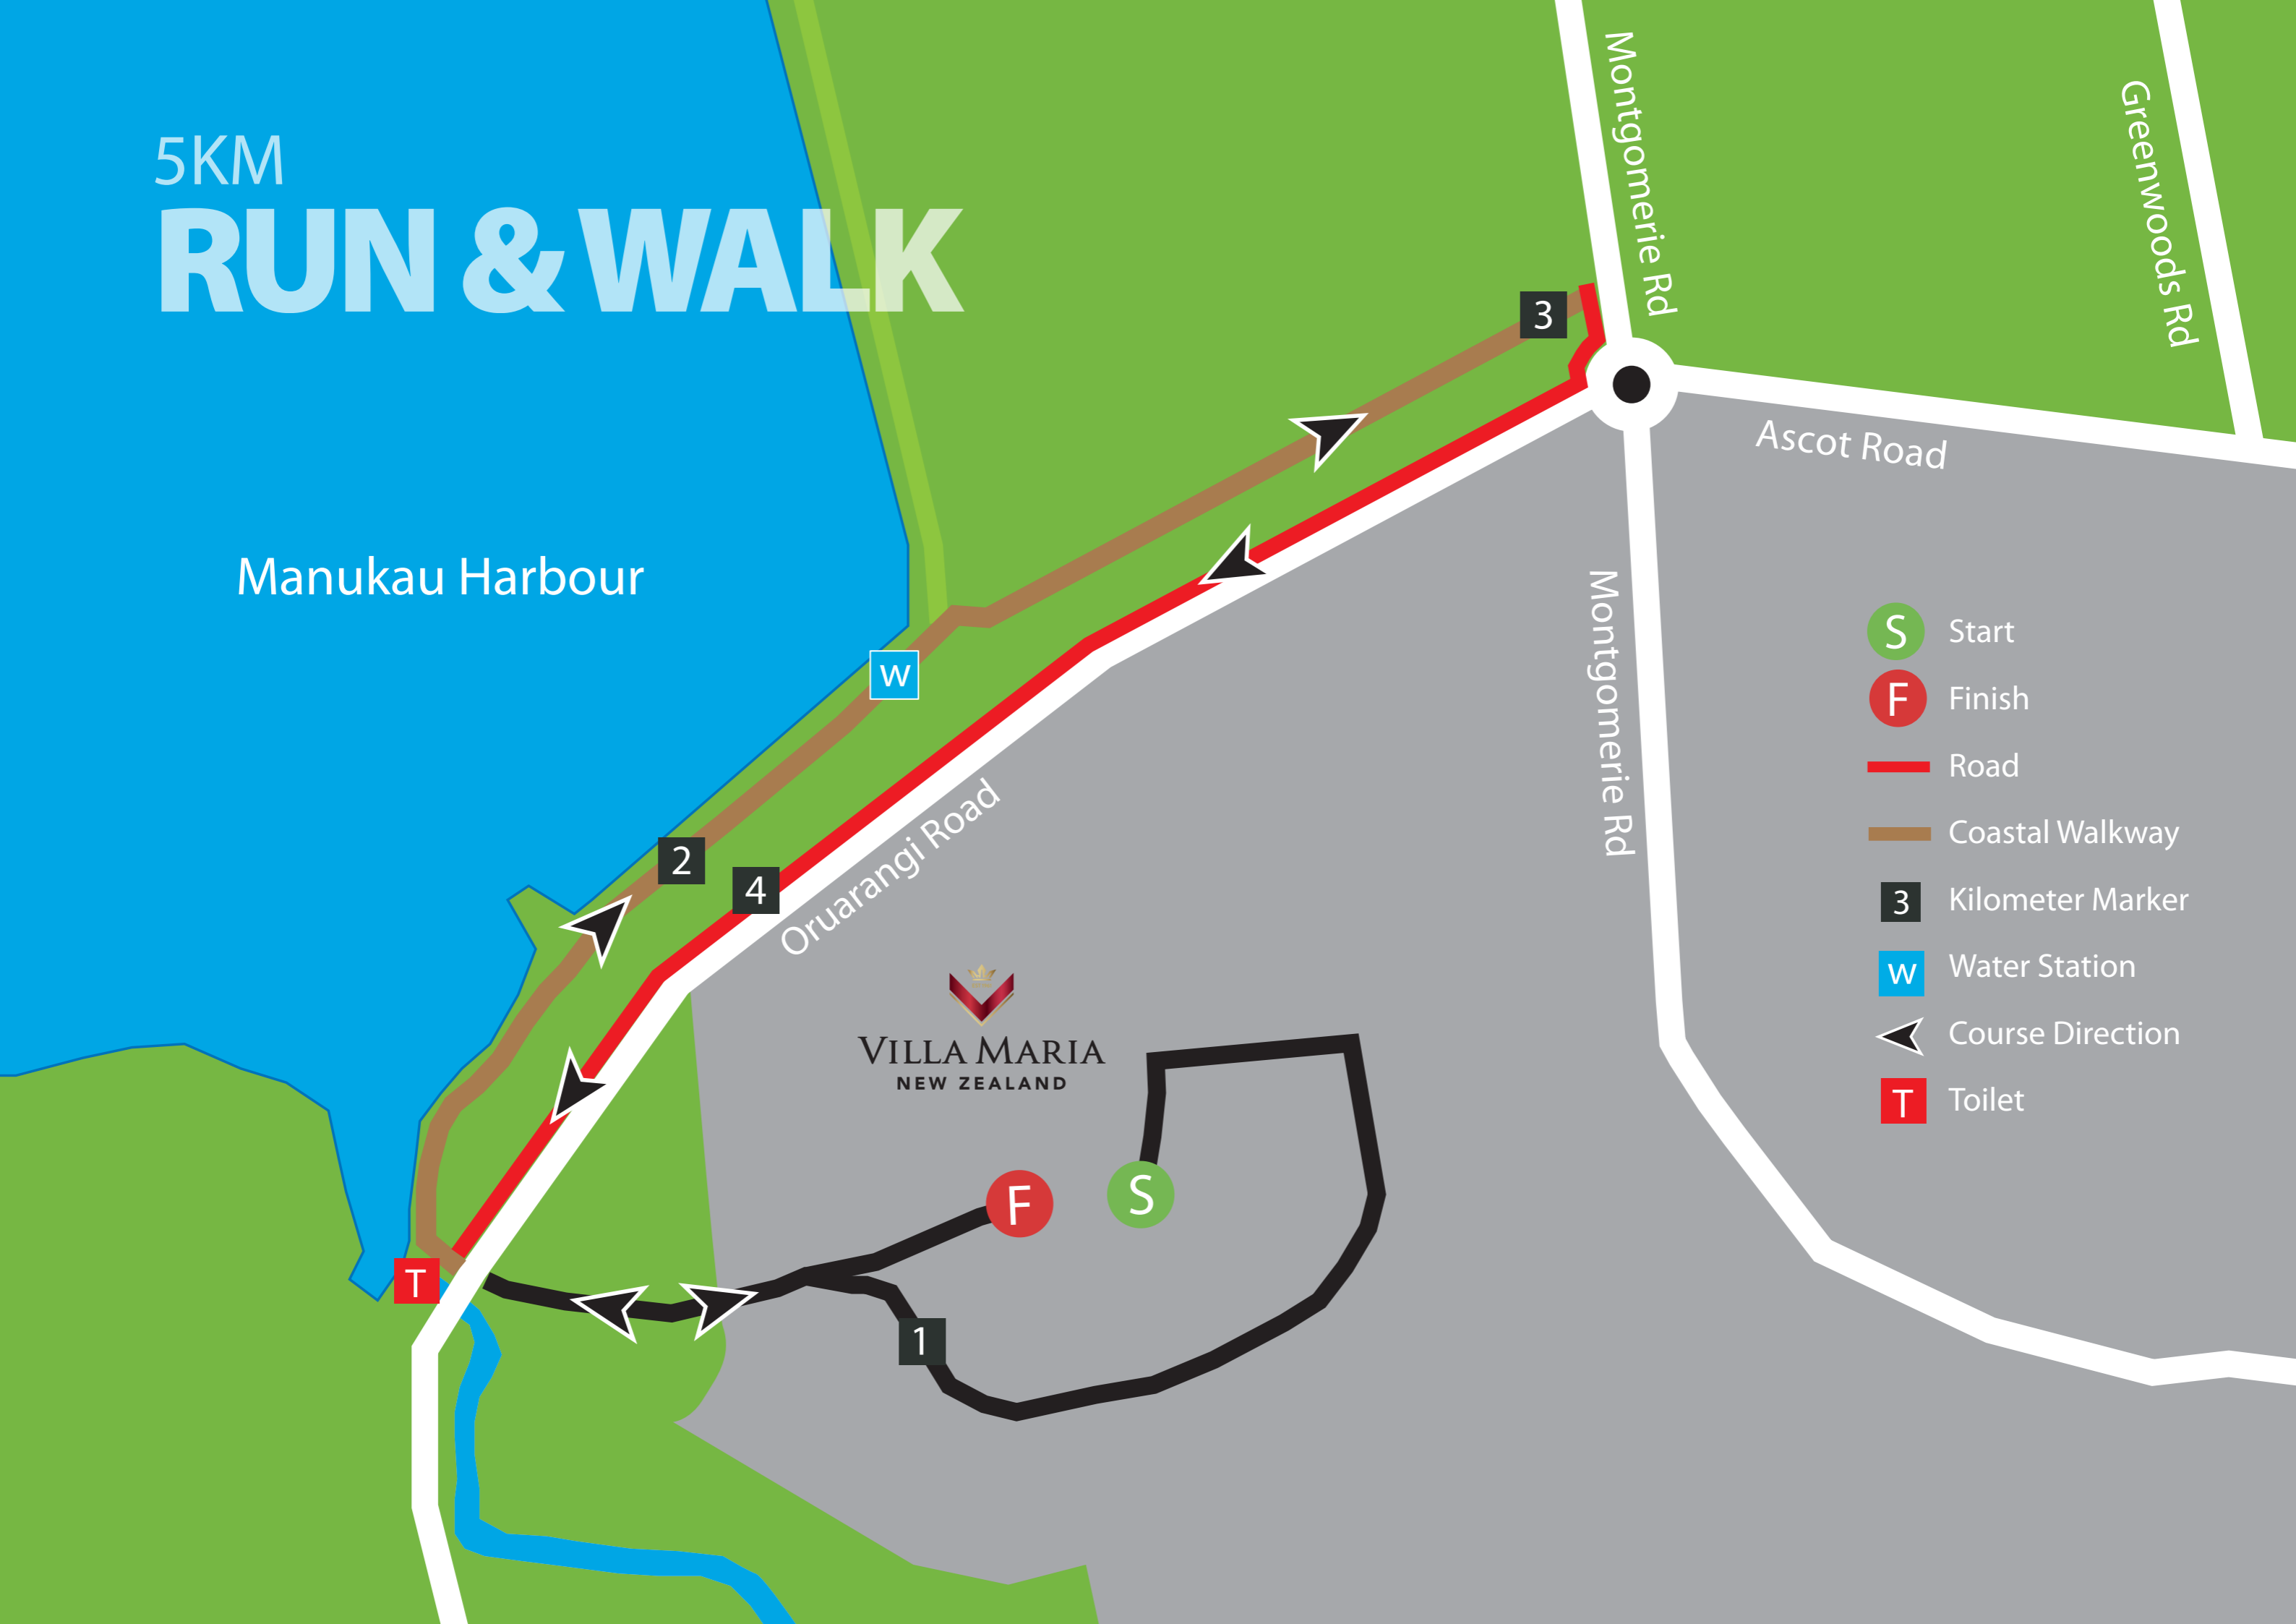 5KM
RUN & WALK
Manukau Harbour
Montgomerie Rd
Greenwoods Rd
3
Ascot Road
W
Montgomerie Rd
2
4
Oruarangi Road
VILLA MARIA
NEW ZEALAND
F
S
T
1
S Start
F Finish
Road
Coastal Walkway
3 Kilometer Marker
W Water Station
Course Direction
T Toilet